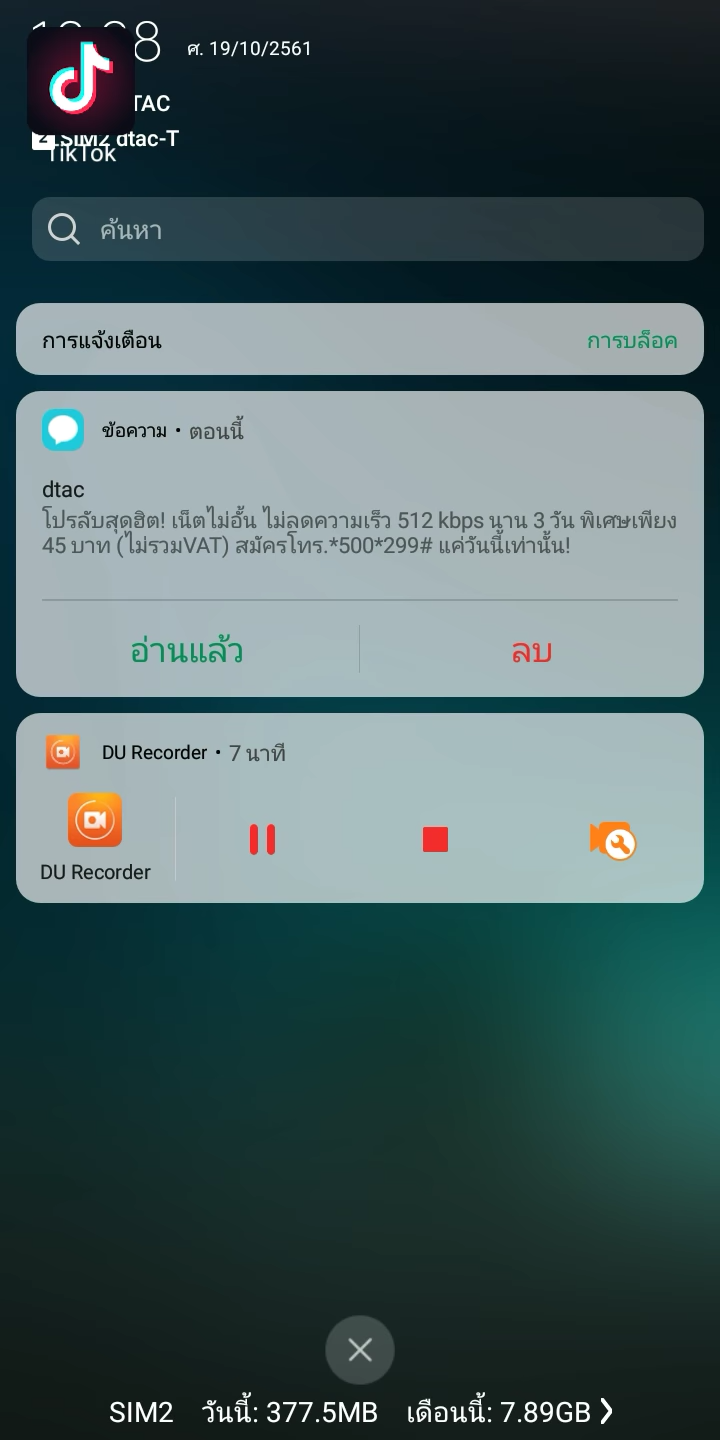 ศ. 19/10/2561
TAC
SIM2 dtac-T
TikTok
ค้นหา
การแจ้งเตือน
การบล็อค
ข้อความ • ตอนนี้
dtac
โปรลับสุดฮิต! เน็ตไม่อั้น ไม่ลดความเร็ว 512 kbps นาน 3 วัน พิเศษเพียง
45 บาท (ไม่รวมVAT) สมัครโทร.*500*299# แค่วันนี้เท่านั้น!
อ่านแล้ว
ลบ
DU Recorder • 7 นาที
DU Recorder
SIM2 วันนี้: 377.5MB เดือนนี้: 7.89GB